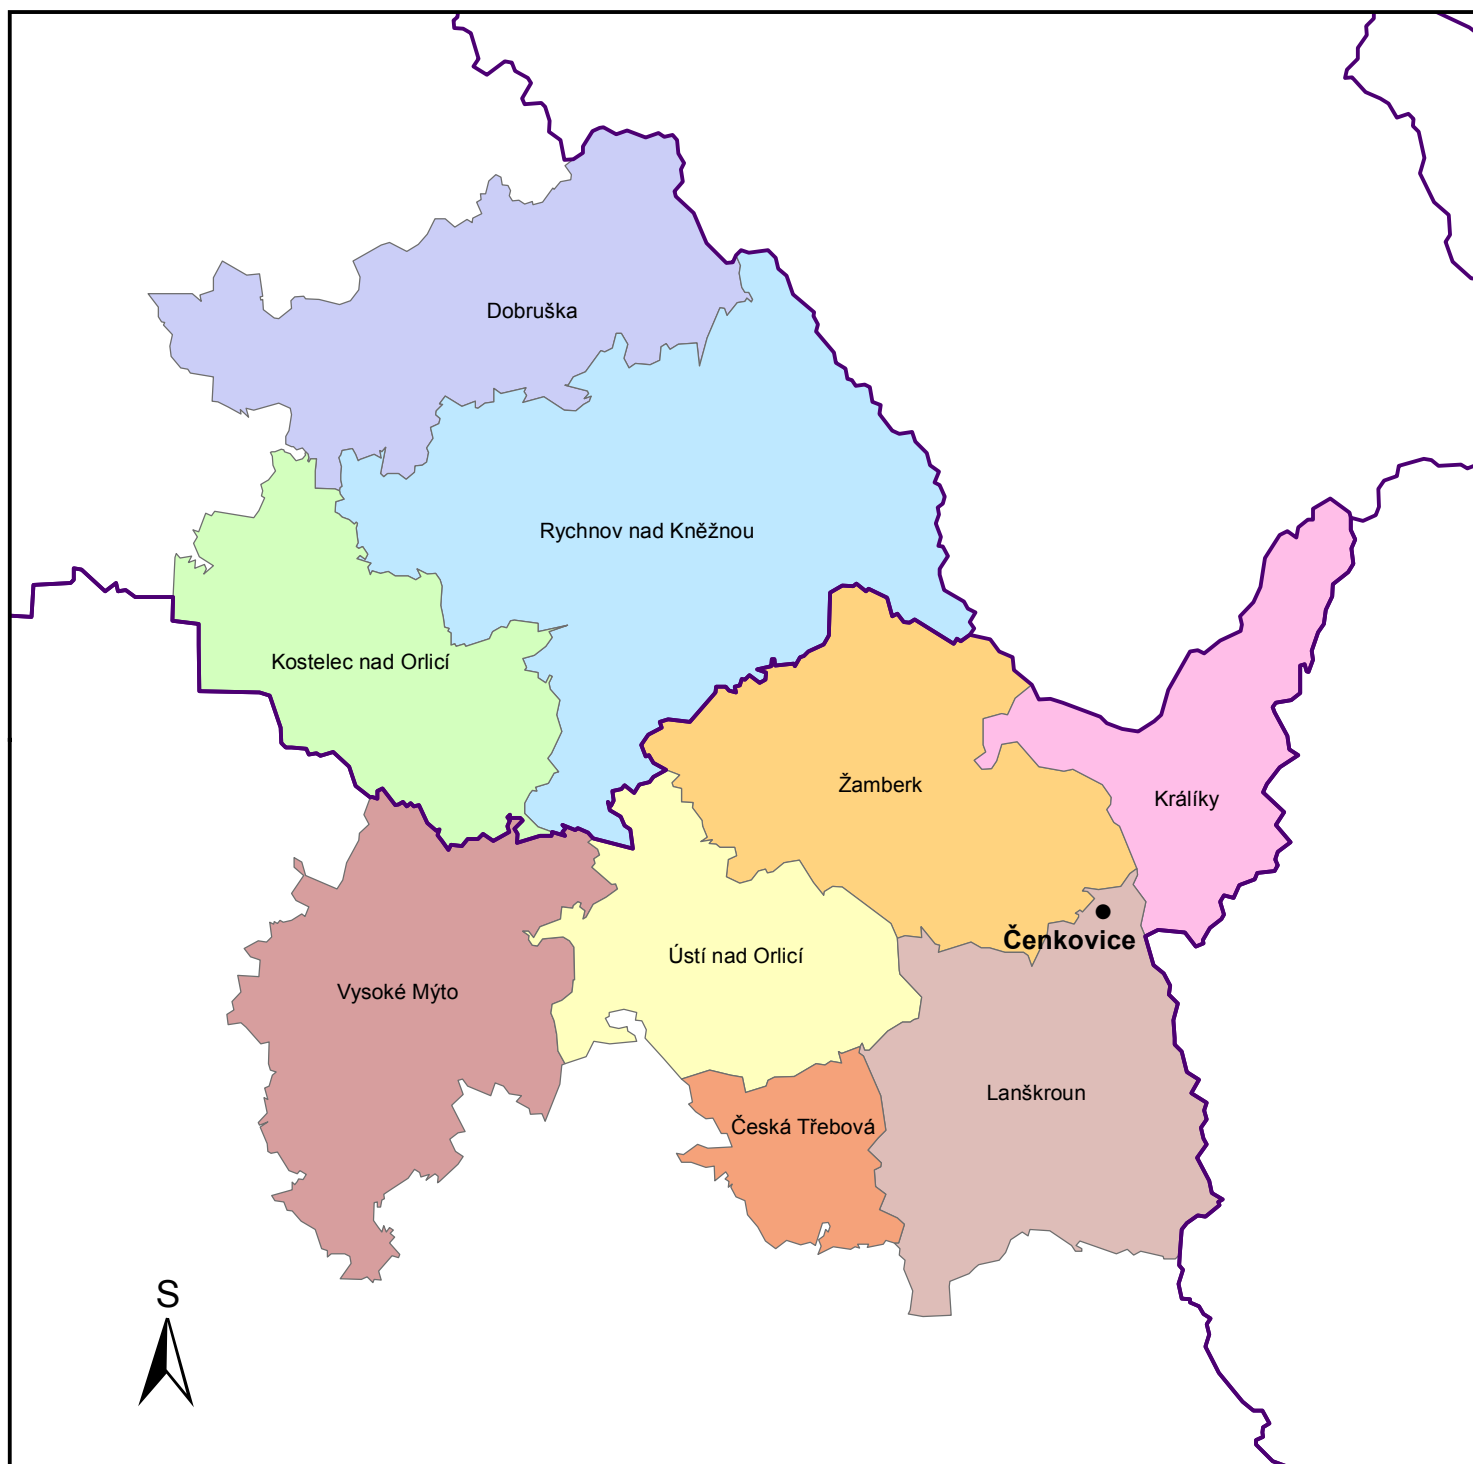 Dobruška
Rychnov nad Kněžnou
Kostelec nad Orlicí
Žamberk
Králíky
Čenkovice
Ústí nad Orlicí
Vysoké Mýto
Lanškroun
Česká Třebová
S